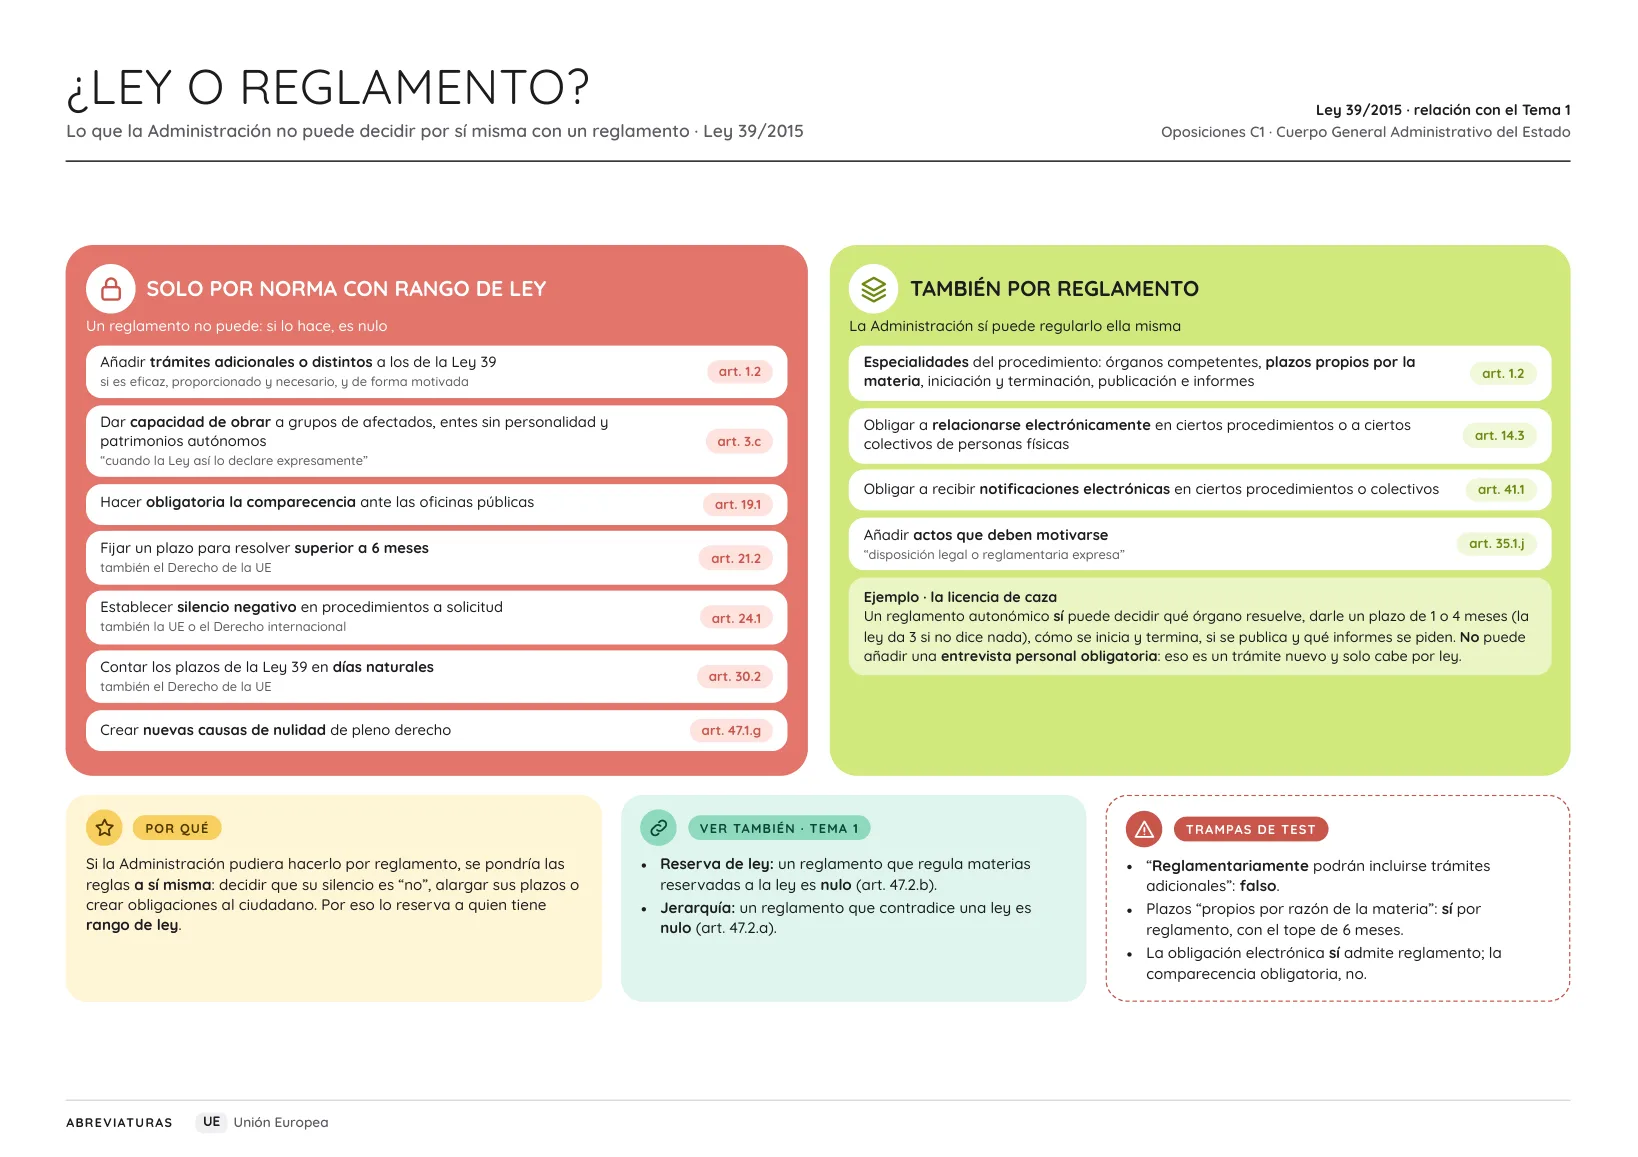 ¿LEY O REGLAMENTO?
Lo que la Administración no puede decidir por sí misma con un reglamento · Ley 39/2015
Ley 39/2015 · relación con el Tema 1
Oposiciones C1 · Cuerpo General Administrativo del Estado
SOLO POR NORMA CON RANGO DE LEY
Un reglamento no puede: si lo hace, es nulo
Añadir trámites adicionales o distintos a los de la Ley 39
si es eficaz, proporcionado y necesario, y de forma motivada
art. 1.2
Dar capacidad de obrar a grupos de afectados, entes sin personalidad y
patrimonios autónomos
“cuando la Ley así lo declare expresamente”
art. 3.c
Hacer obligatoria la comparecencia ante las oficinas públicas
art. 19.1
Fijar un plazo para resolver superior a 6 meses
también el Derecho de la UE
art. 21.2
Establecer silencio negativo en procedimientos a solicitud
también la UE o el Derecho internacional
art. 24.1
Contar los plazos de la Ley 39 en días naturales
también el Derecho de la UE
art. 30.2
Crear nuevas causas de nulidad de pleno derecho
art. 47.1.g
TAMBIÉN POR REGLAMENTO
La Administración sí puede regularlo ella misma
Especialidades del procedimiento: órganos competentes, plazos propios por la
materia, iniciación y terminación, publicación e informes
art. 1.2
Obligar a relacionarse electrónicamente en ciertos procedimientos o a ciertos
colectivos de personas físicas
art. 14.3
Obligar a recibir notificaciones electrónicas en ciertos procedimientos o colectivos
art. 41.1
Añadir actos que deben motivarse
“disposición legal o reglamentaria expresa”
art. 35.1.j
Ejemplo · la licencia de caza
Un reglamento autonómico sí puede decidir qué órgano resuelve, darle un plazo de 1 o 4 meses (la
ley da 3 si no dice nada), cómo se inicia y termina, si se publica y qué informes se piden. No puede
añadir una entrevista personal obligatoria: eso es un trámite nuevo y solo cabe por ley.
POR QUÉ
Si la Administración pudiera hacerlo por reglamento, se pondría las
reglas a sí misma: decidir que su silencio es “no”, alargar sus plazos o
crear obligaciones al ciudadano. Por eso lo reserva a quien tiene
rango de ley.
VER TAMBIÉN · TEMA 1
• Reserva de ley: un reglamento que regula materias
reservadas a la ley es nulo (art. 47.2.b).
• Jerarquía: un reglamento que contradice una ley es
nulo (art. 47.2.a).
TRAMPAS DE TEST
• “Reglamentariamente podrán incluirse trámites
adicionales”: falso.
• Plazos “propios por razón de la materia”: sí por
reglamento, con el tope de 6 meses.
• La obligación electrónica sí admite reglamento; la
comparecencia obligatoria, no.
ABREVIATURAS UE Unión Europea